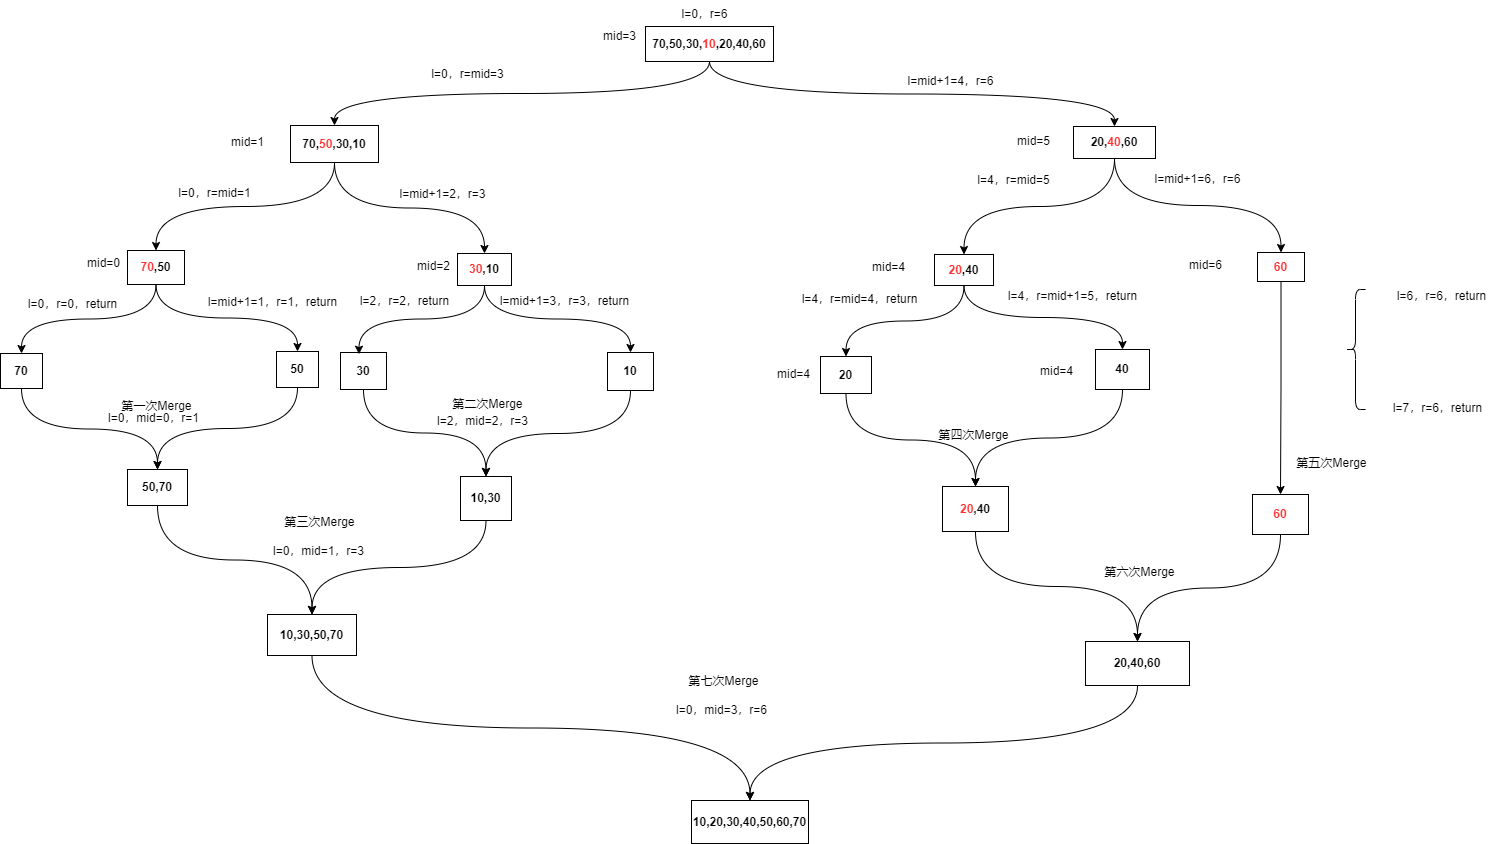 l=0，r=6
mid=3
70,50,30,10,20,40,60
l=0，r=mid=3
l=mid+1=4，r=6
mid=1
70,50,30,10
mid=5
20,40,60
l=0，r=mid=1
l=mid+1=2，r=3
l=4，r=mid=5
l=mid+1=6，r=6
mid=0
70,50
mid=2
30,10
mid=4
20,40
mid=6
60
l=0，r=0，return
l=mid+1=1，r=1，return
l=2，r=2，return
l=mid+1=3，r=3，return
l=4，r=mid=4，return
l=4，r=mid+1=5，return
l=6，r=6，return
70
50
30
10
mid=4
20
mid=4
40
第一次Merge
l=0，mid=0，r=1
第二次Merge
l=2，mid=2，r=3
l=7，r=6，return
第四次Merge
第五次Merge
50,70
10,30
20,40
60
第三次Merge
l=0，mid=1，r=3
第六次Merge
10,30,50,70
20,40,60
第七次Merge
l=0，mid=3，r=6
10,20,30,40,50,60,70